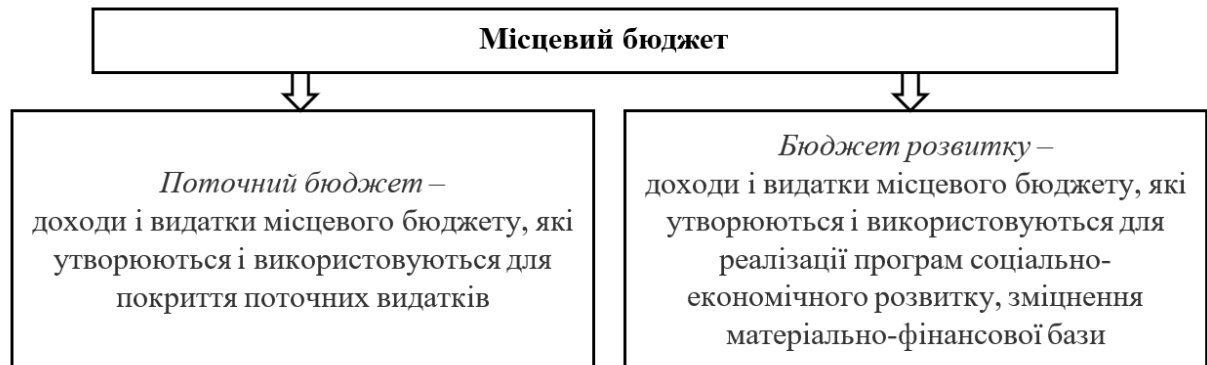 Місцевий бюджет
Поточний бюджет –
доходи і видатки місцевого бюджету, які
утворюються і використовуються для
покриття поточних видатків
Бюджет розвитку –
доходи і видатки місцевого бюджету, які
утворюються і використовуються для
реалізації програм соціально-
економічного розвитку, зміцнення
матеріально-фінансової бази